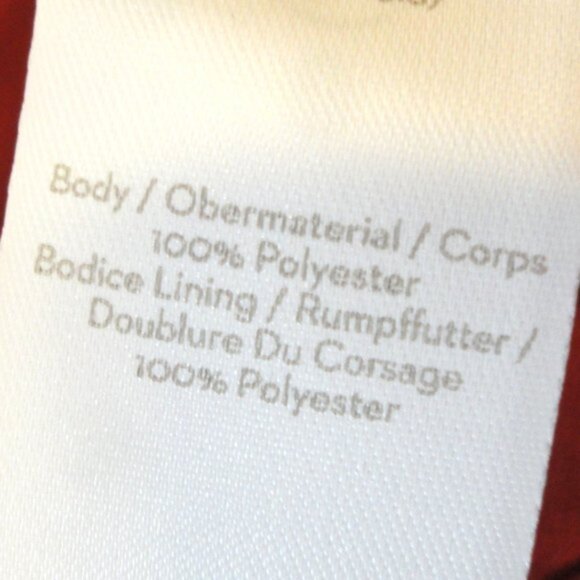 Body / Obermaterial / Corps
100% Polyester
Bodice Lining / Rumpffutter /
Doublure Du Corsage
100% Polyester